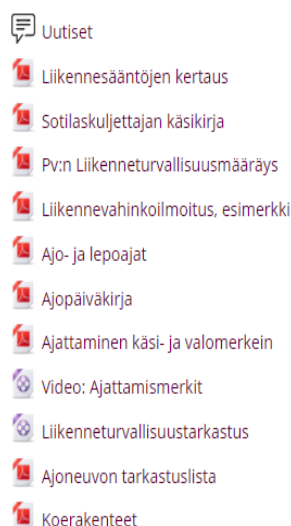 Uutiset
Liikennesääntöjen kertaus
Sotilaskuljettajan käsikirja
Pv:n Liikenneturvallisuusmääräys
Liikennevahinkoilmoitus, esimerkki
Ajo- ja lepoajat
Ajopäiväkirja
Ajattaminen käsi- ja valomerkein
Video: Ajattamismerkit
Liikenneturvallisuustarkastus
Ajoneuvon tarkastuslista
Koerakenteet